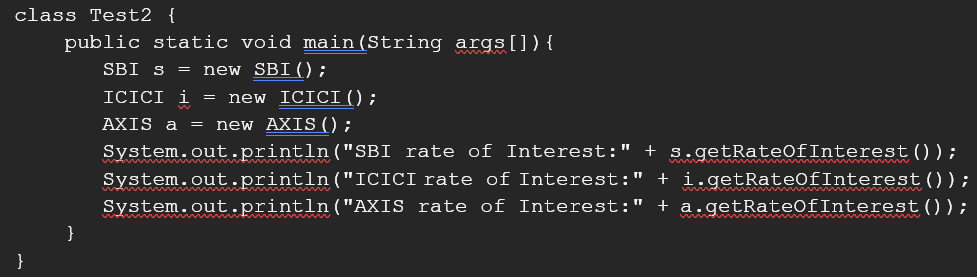 class Test2 {
    public static void main(String args[]){
        SBI s = new SBI();
        ICICI i = new ICICI();
        AXIS a = new AXIS();
        System.out.println("SBI rate of Interest:" + s.getRateOfInterest());
        System.out.println("ICICI rate of Interest:" + i.getRateOfInterest());
        System.out.println("AXIS rate of Interest:" + a.getRateOfInterest());
    }
}